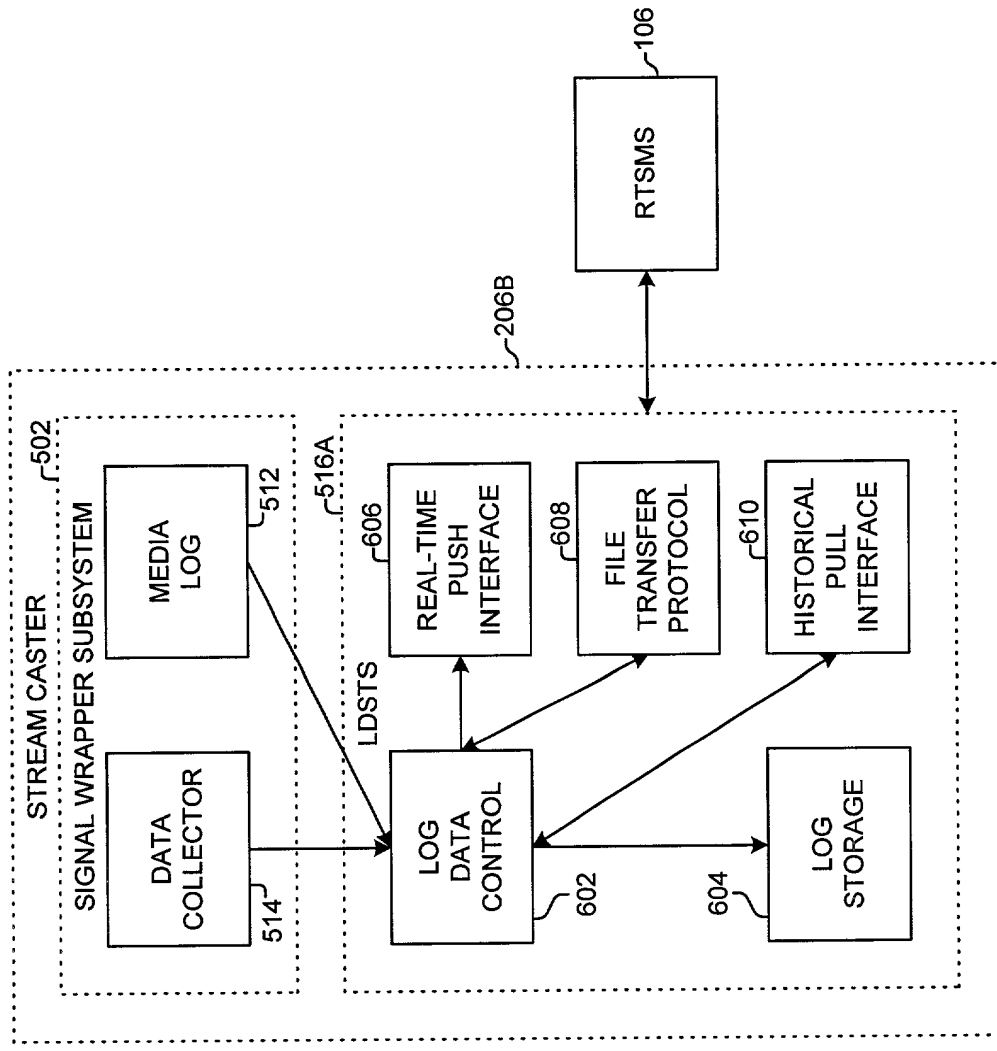 STREAM CASTER
206B
SIGNAL WRAPPER SUBSYSTEM
502
DATA
COLLECTOR
514
MEDIA
LOG
512
LDSTS
516A
LOG
DATA
CONTROL
602
LOG
STORAGE
604
REAL-TIME
PUSH
INTERFACE
606
FILE
TRANSFER
PROTOCOL
608
HISTORICAL
PULL
INTERFACE
610
RTSMS
106